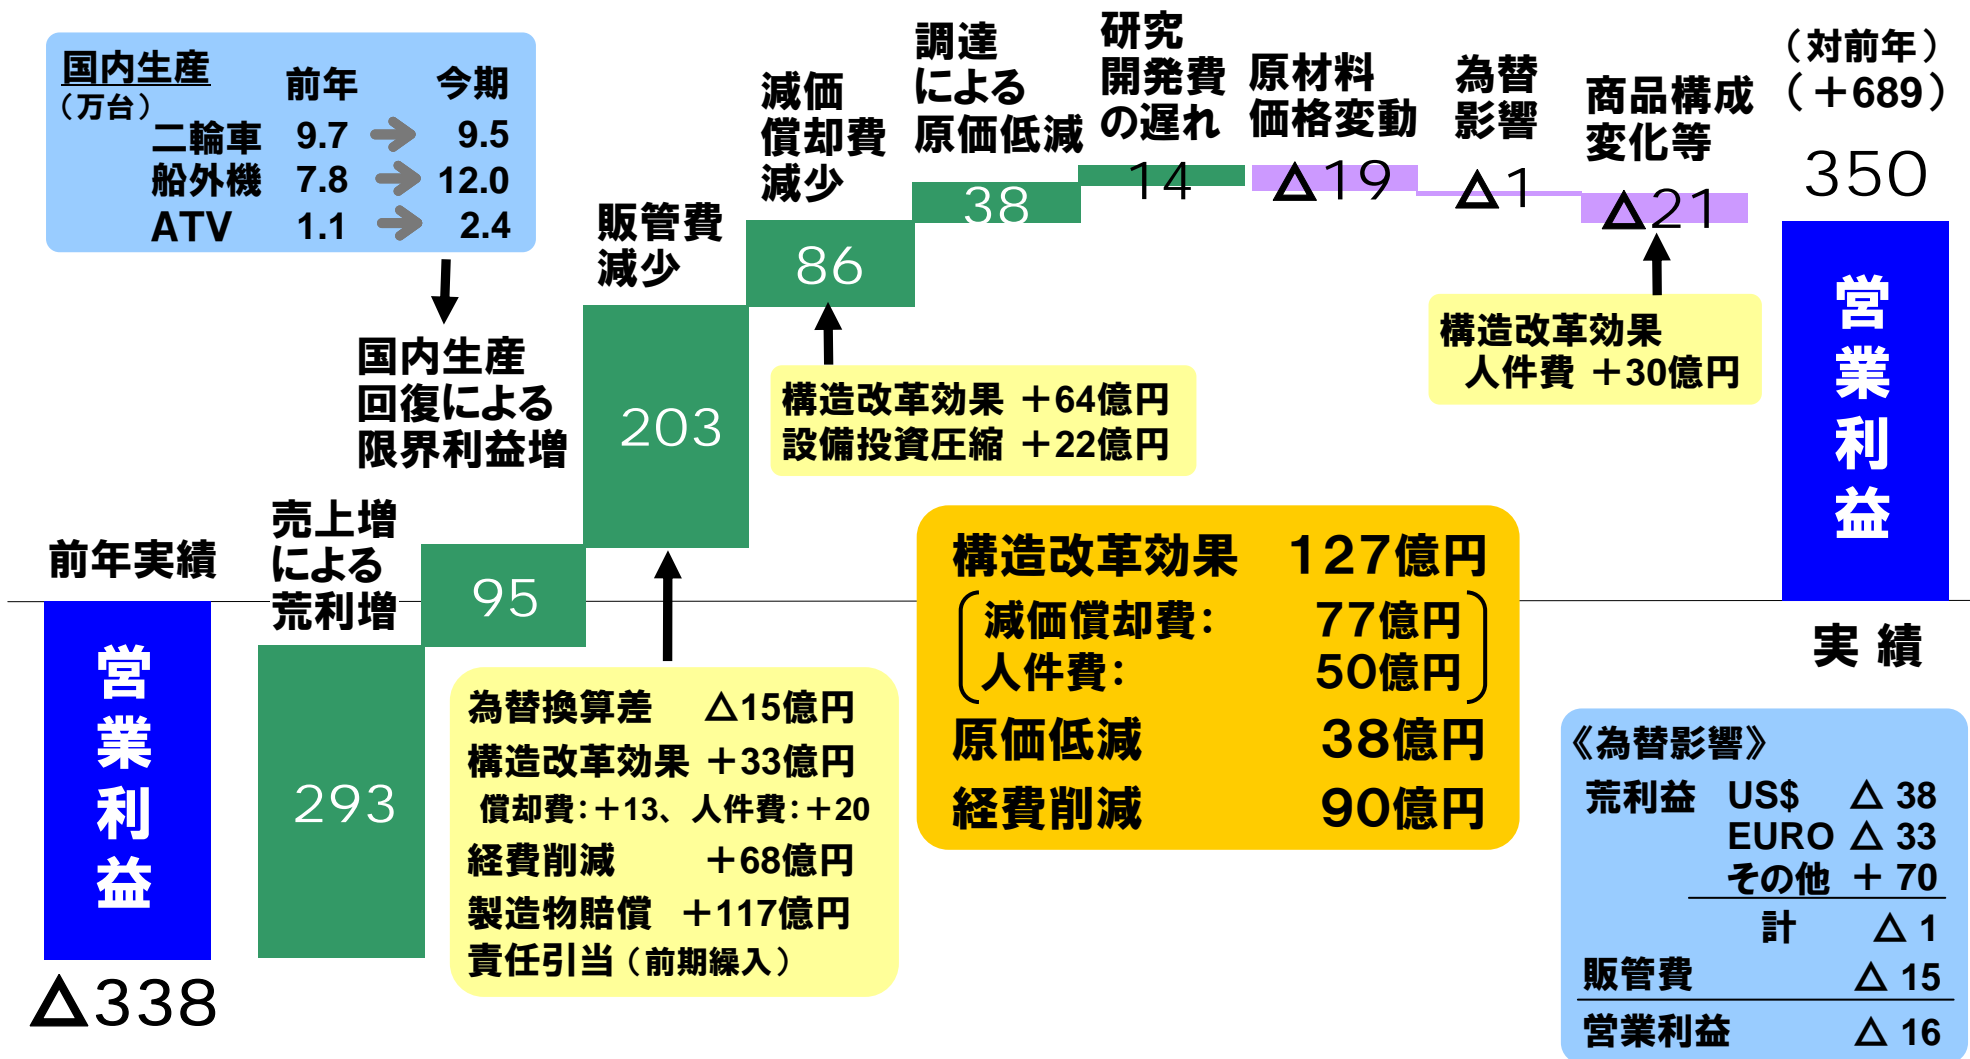 国内生産
（万台）
前年 今期
二輪車 9.7 → 9.5
船外機 7.8 → 12.0
ATV 1.1 → 2.4
国内生産
回復による
限界利益増
前年実績
営業利益
△338
売上増
による
荒利増
293
95
販管費
減少
203
減価
償却費
減少
86
調達
による
原価低減
38
研究
開発費
の遅れ
14
原材料
価格変動
△19
為替
影響
△1
商品構成
変化等
△21
（対前年）
（＋689）
350
営業利益
実 績
構造改革効果 ＋64億円
設備投資圧縮 ＋22億円
構造改革効果
人件費 ＋30億円
為替換算差 △15億円
構造改革効果 ＋33億円
償却費：＋13、人件費：＋20
経費削減 ＋68億円
製造物賠償 ＋117億円
責任引当（前期繰入）
構造改革効果 127億円
減価償却費： 77億円
人件費： 50億円
原価低減 38億円
経費削減 90億円
《為替影響》
荒利益 US$ △ 38
EURO △ 33
その他 ＋ 70
計 △ 1
販管費 △ 15
営業利益 △ 16